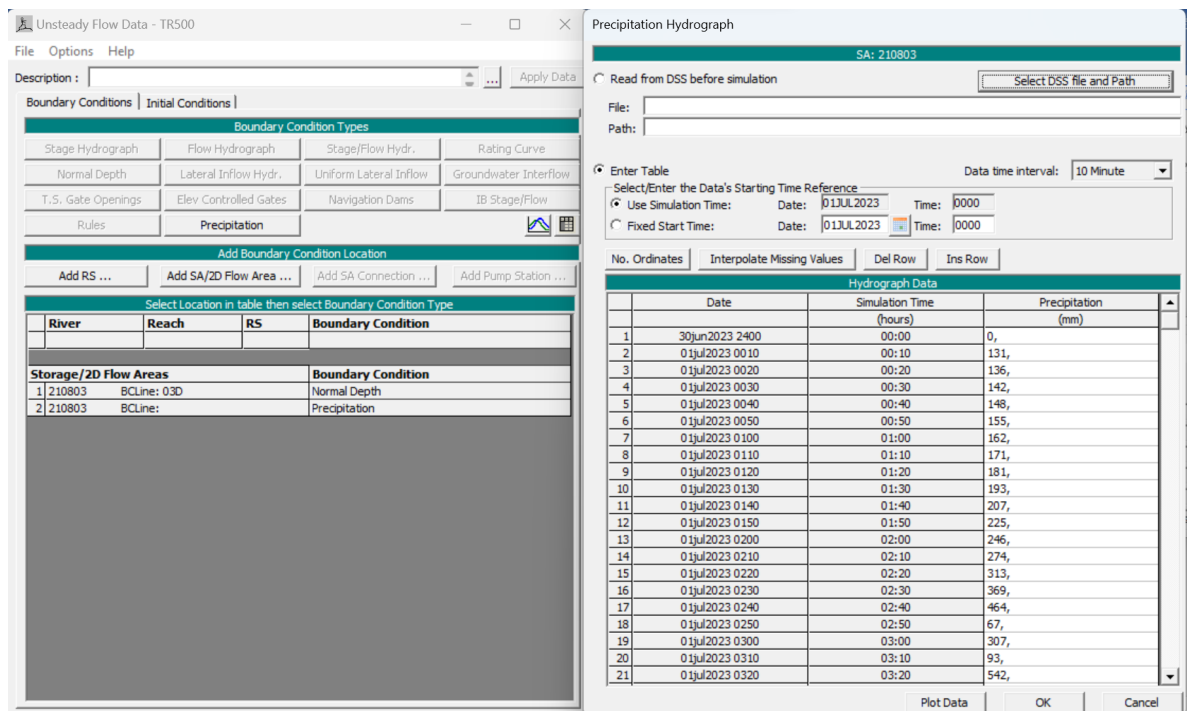 Unsteady Flow Data - TR500
File Options Help
Description : ... Apply Data
Boundary Conditions Initial Conditions
Boundary Condition Types
Stage Hydrograph Flow Hydrograph Stage/Flow Hydr. Rating Curve
Normal Depth Lateral Inflow Hydr. Uniform Lateral Inflow Groundwater Interflow
T.S. Gate Openings Elev Controlled Gates Navigation Dams IB Stage/Flow
Rules Precipitation
Add Boundary Condition Location
Add RS ... Add SA/2D Flow Area ... Add SA Connection ... Add Pump Station ...
Select Location in table then select Boundary Condition Type
River Reach RS Boundary Condition
Storage/2D Flow Areas Boundary Condition
1 210803 BCLine: 03D Normal Depth
2 210803 BCLine: Precipitation
Precipitation Hydrograph
SA: 210803
Read from DSS before simulation Select DSS file and Path
File:
Path:
Enter Table Data time interval: 10 Minute
Select/Enter the Data's Starting Time Reference
Use Simulation Time: Date: 01JUL2023 Time: 0000
Fixed Start Time: Date: 01JUL2023 Time: 0000
No. Ordinates Interpolate Missing Values Del Row Ins Row
Hydrograph Data
Date Simulation Time Precipitation
(hours) (mm)
1 30jun2023 2400 00:00 0,
2 01jul2023 0010 00:10 131,
3 01jul2023 0020 00:20 136,
4 01jul2023 0030 00:30 142,
5 01jul2023 0040 00:40 148,
6 01jul2023 0050 00:50 155,
7 01jul2023 0100 01:00 162,
8 01jul2023 0110 01:10 171,
9 01jul2023 0120 01:20 181,
10 01jul2023 0130 01:30 193,
11 01jul2023 0140 01:40 207,
12 01jul2023 0150 01:50 225,
13 01jul2023 0200 02:00 246,
14 01jul2023 0210 02:10 274,
15 01jul2023 0220 02:20 313,
16 01jul2023 0230 02:30 369,
17 01jul2023 0240 02:40 464,
18 01jul2023 0250 02:50 67,
19 01jul2023 0300 03:00 307,
20 01jul2023 0310 03:10 93,
21 01jul2023 0320 03:20 542,
Plot Data OK Cancel